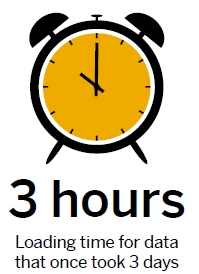 3 hours
Loading time for data
that once took 3 days